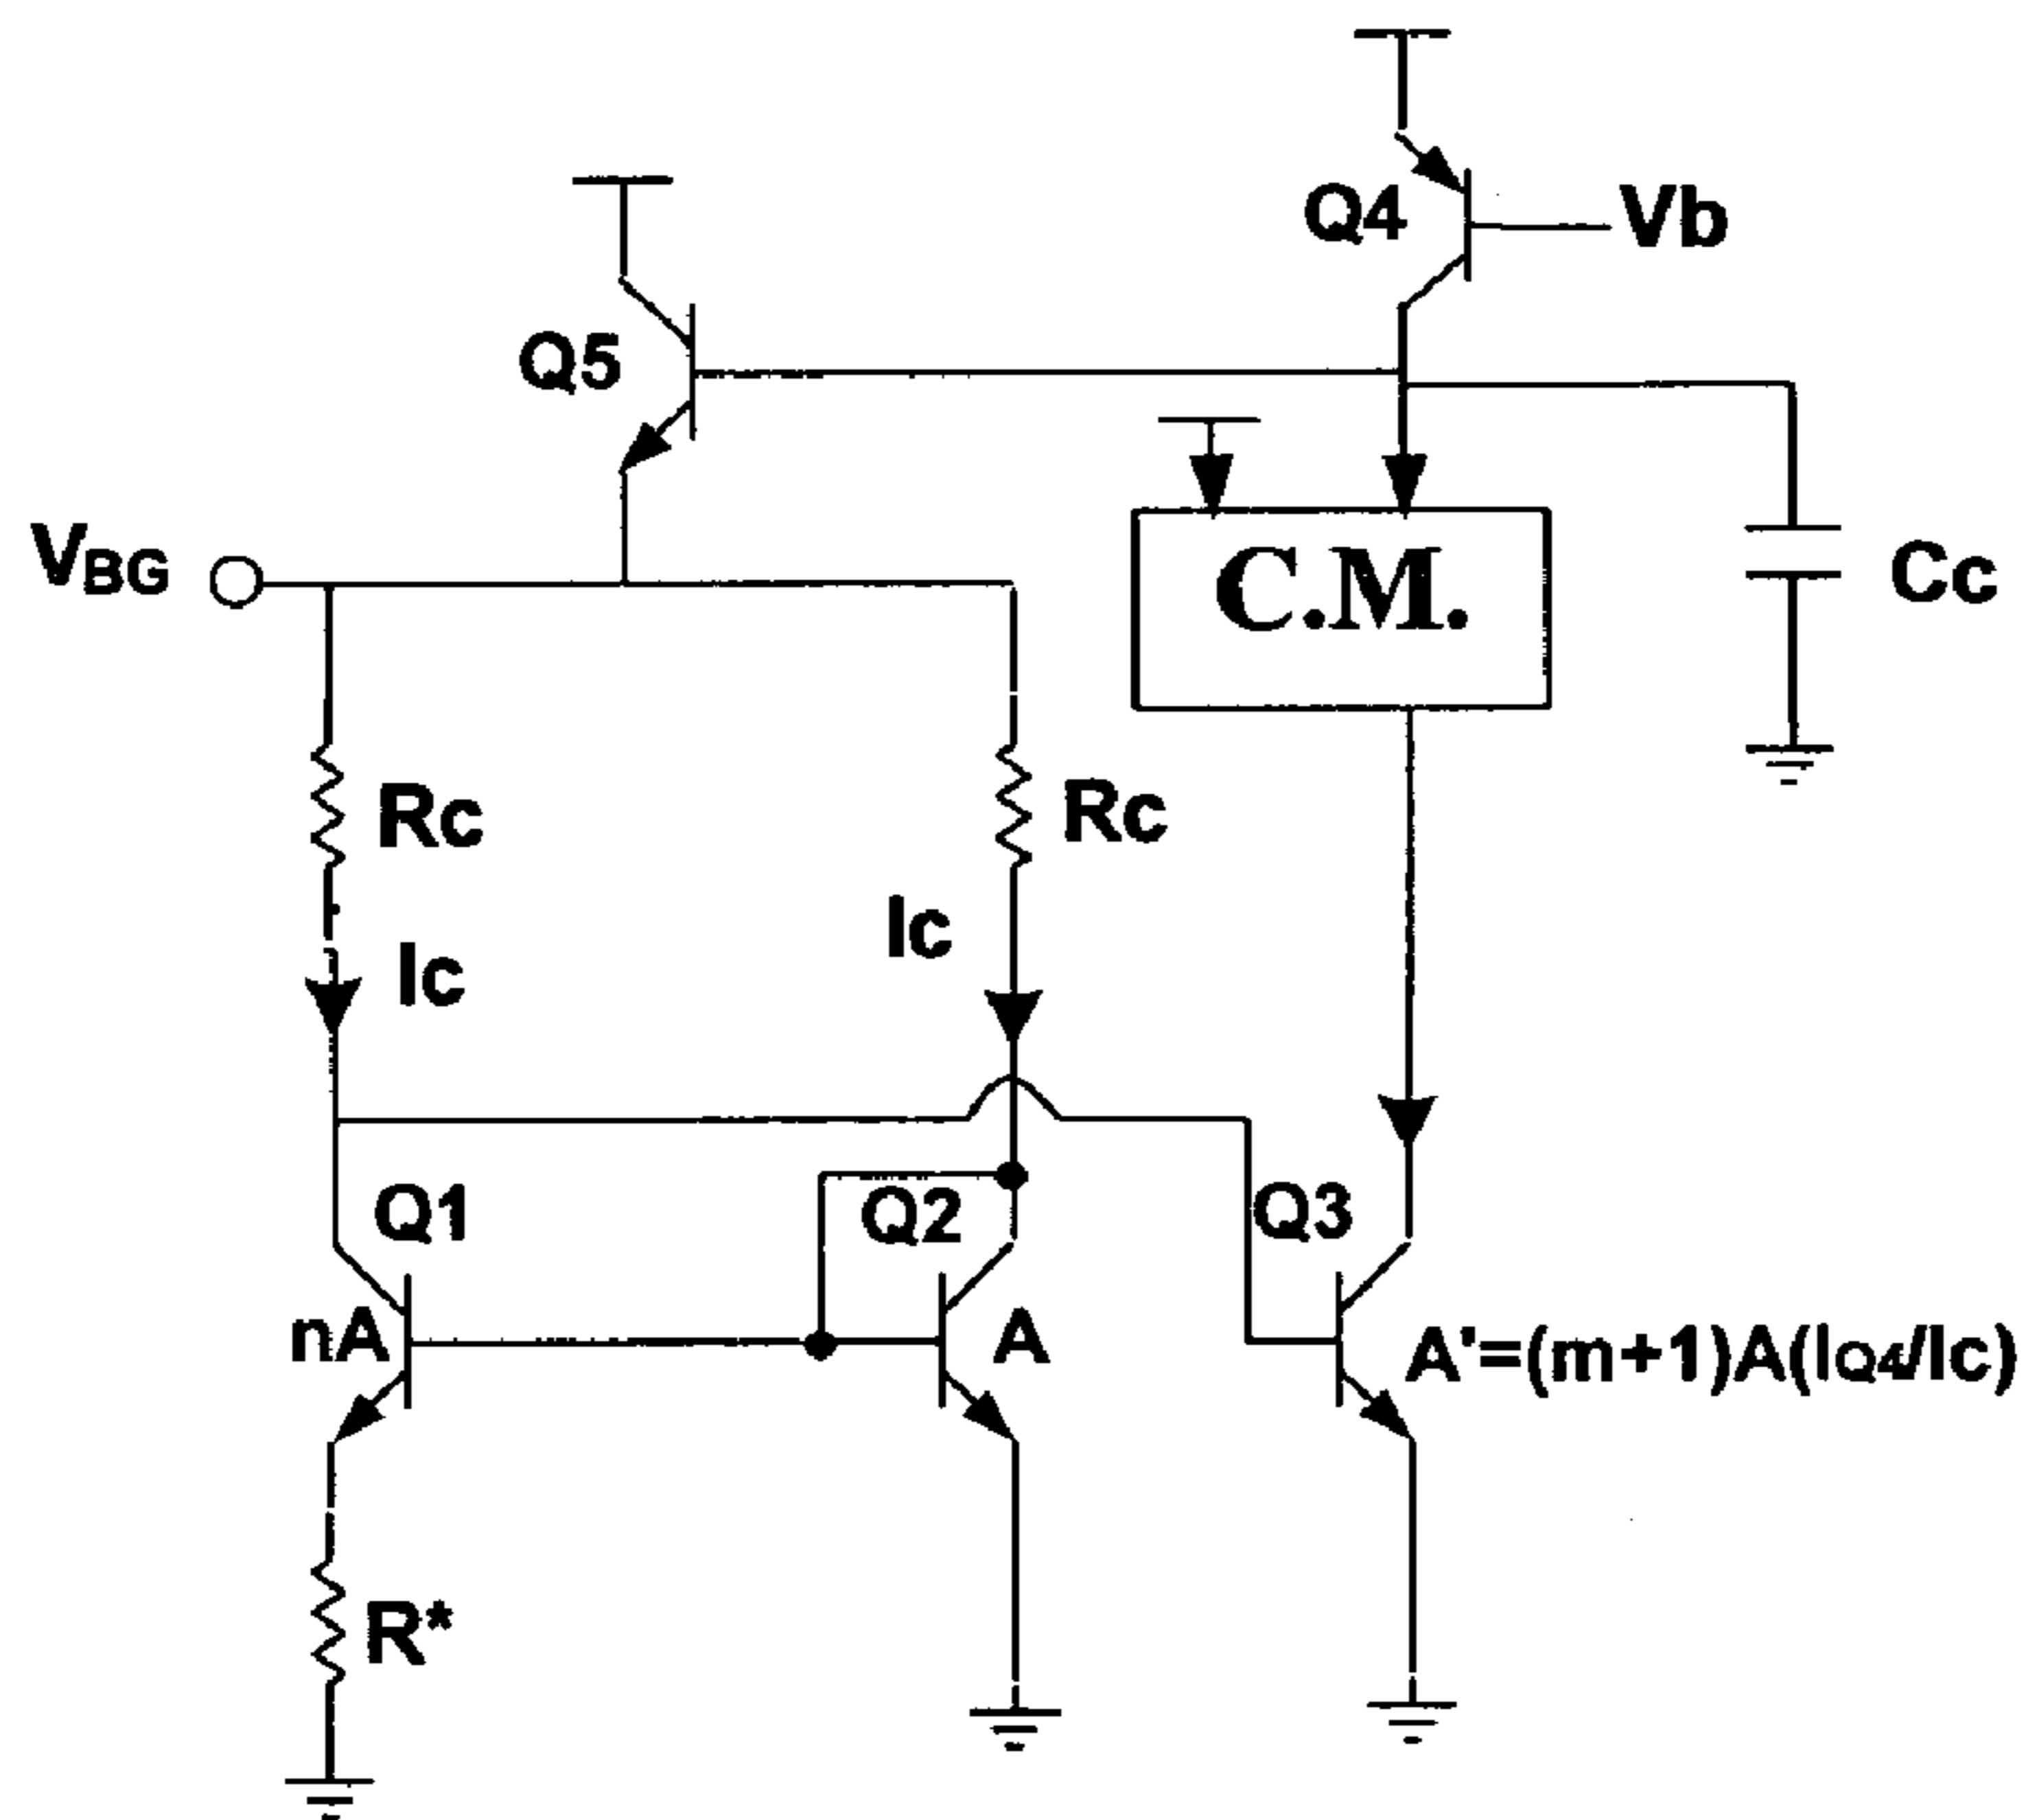 Q4
Vb
Q5
VBG
C.M.
Cc
Rc
Rc
Ic
Ic
Q1
Q2
Q3
nA
A
A'=(m+1)A(IQ4/Ic)
R*